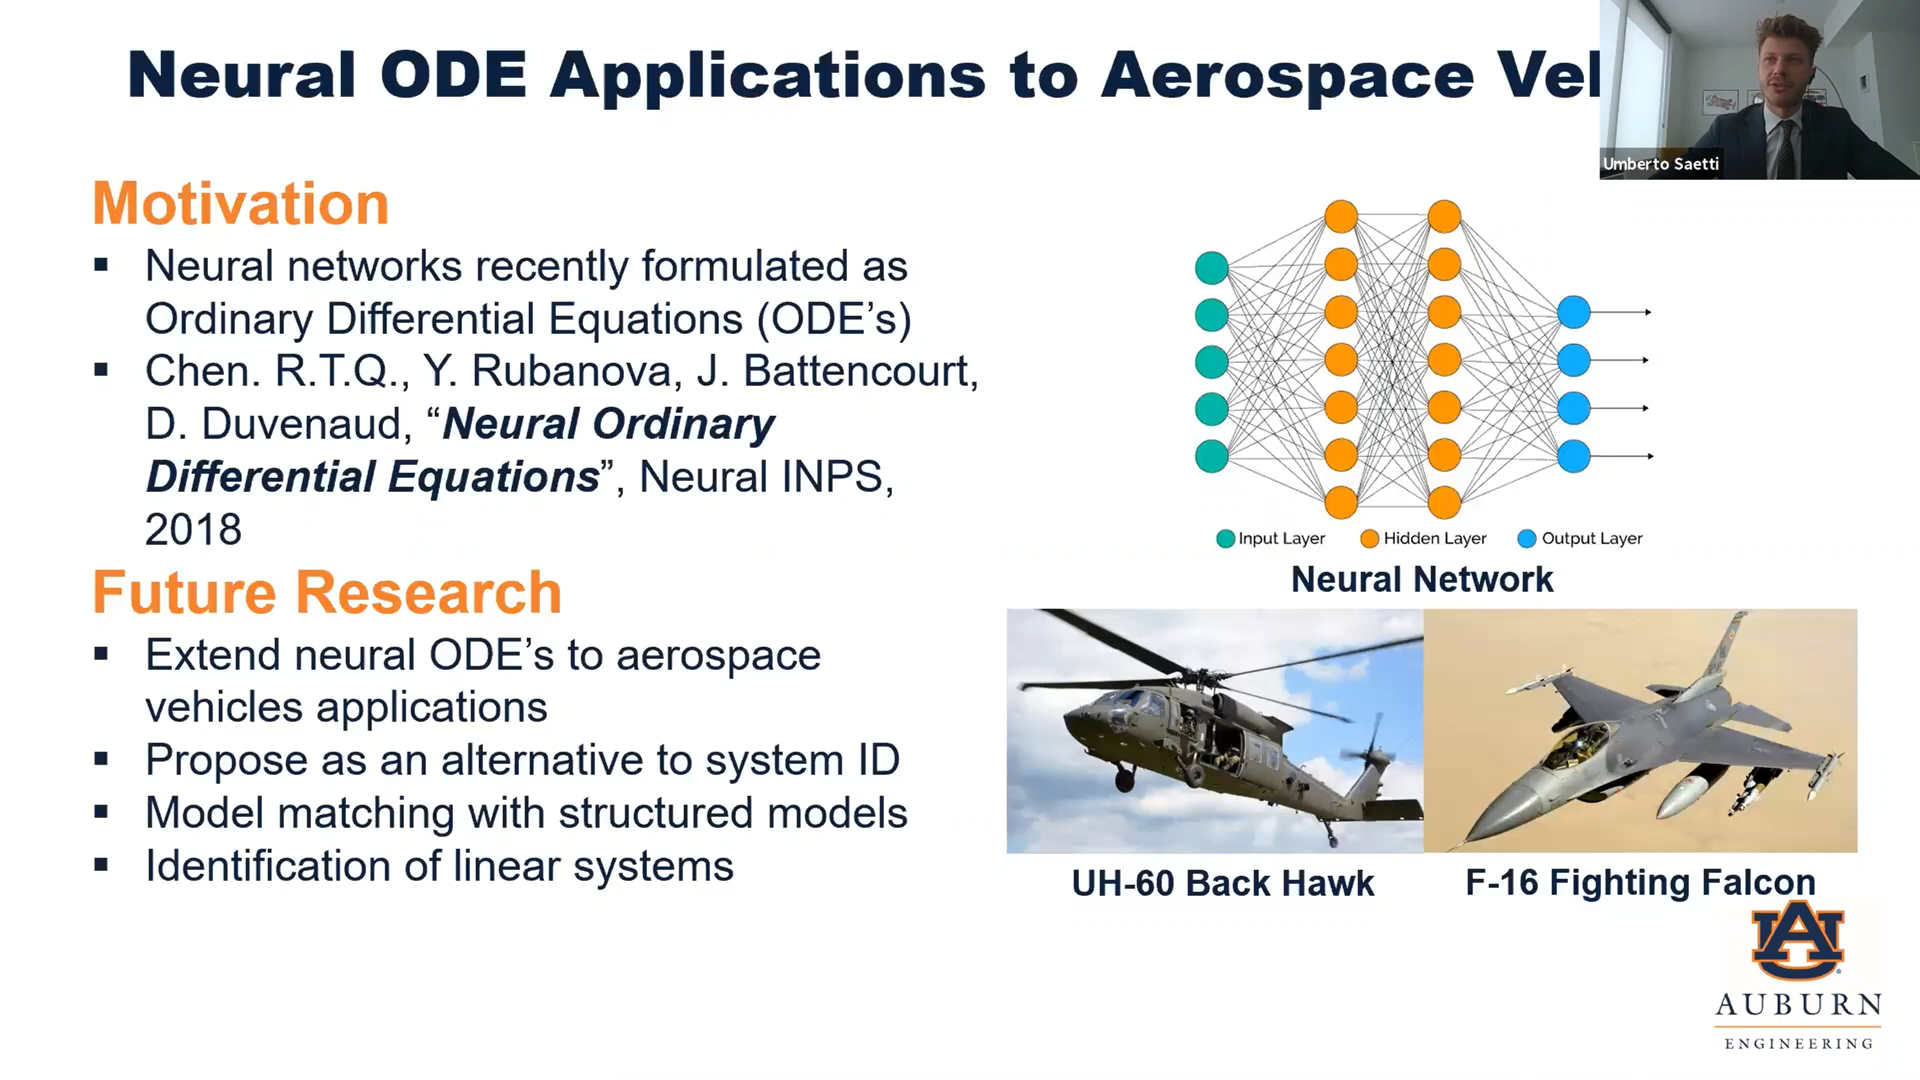 Neural ODE Applications to Aerospace
Umberto Saetti
Motivation
▪ Neural networks recently formulated as
Ordinary Differential Equations (ODE’s)
▪ Chen. R.T.Q., Y. Rubanova, J. Battencourt,
D. Duvenaud, “Neural Ordinary
Differential Equations”, Neural INPS,
2018
Future Research
▪ Extend neural ODE’s to aerospace
vehicles applications
▪ Propose as an alternative to system ID
▪ Model matching with structured models
▪ Identification of linear systems
Input Layer Hidden Layer Output Layer
Neural Network
UH-60 Back Hawk F-16 Fighting Falcon
AUBURN
ENGINEERING